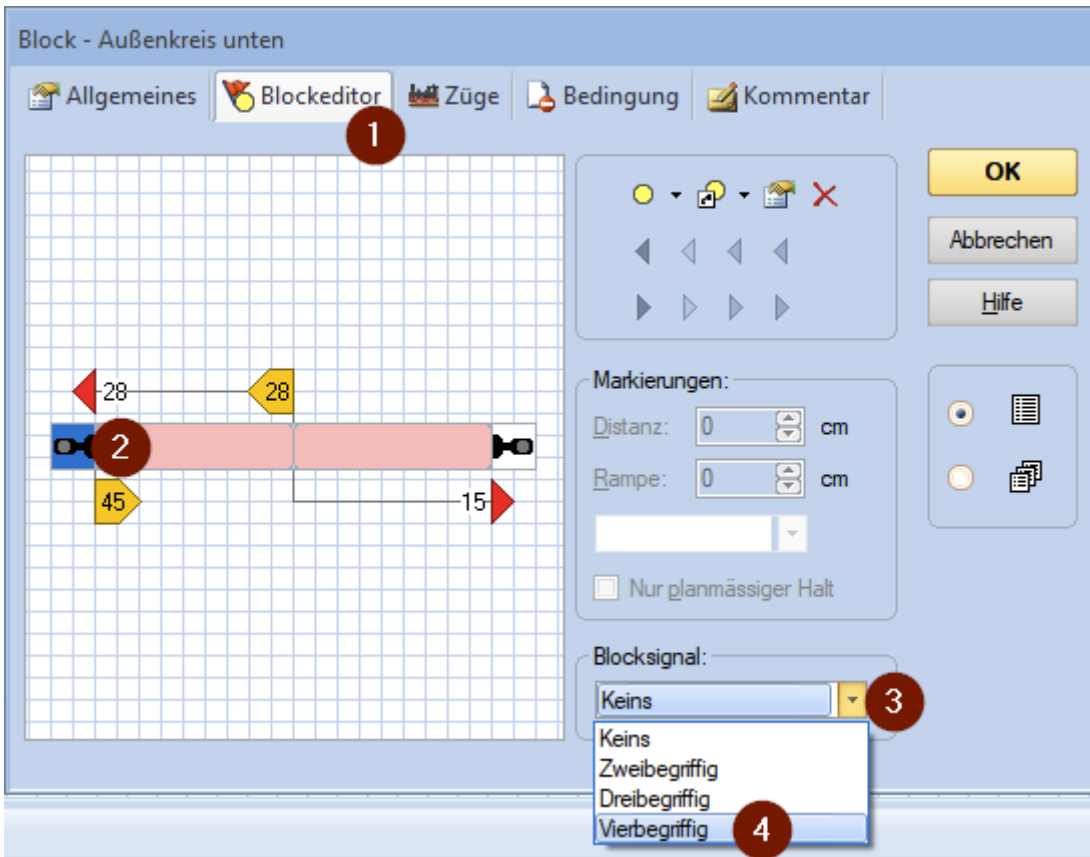 Block - Außenkreis unten
Allgemeines
Blockeditor
Züge
Bedingung
Kommentar
1
OK
Abbrechen
Hilfe
28
28
2
45
15
Markierungen:
Distanz: 0 cm
Rampe: 0 cm
Nur planmässiger Halt
Blocksignal:
Keins
3
Keins
Zweibegriffig
Dreibegriffig
Vierbegriffig
4